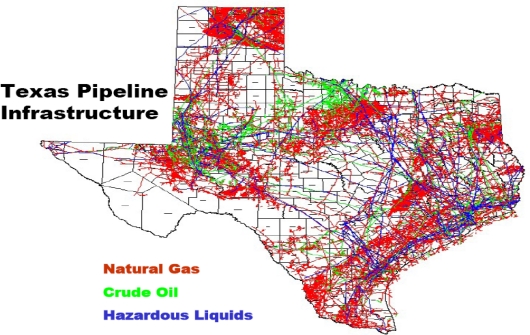 Texas Pipeline
Infrastructure
Natural Gas
Crude Oil
Hazardous Liquids